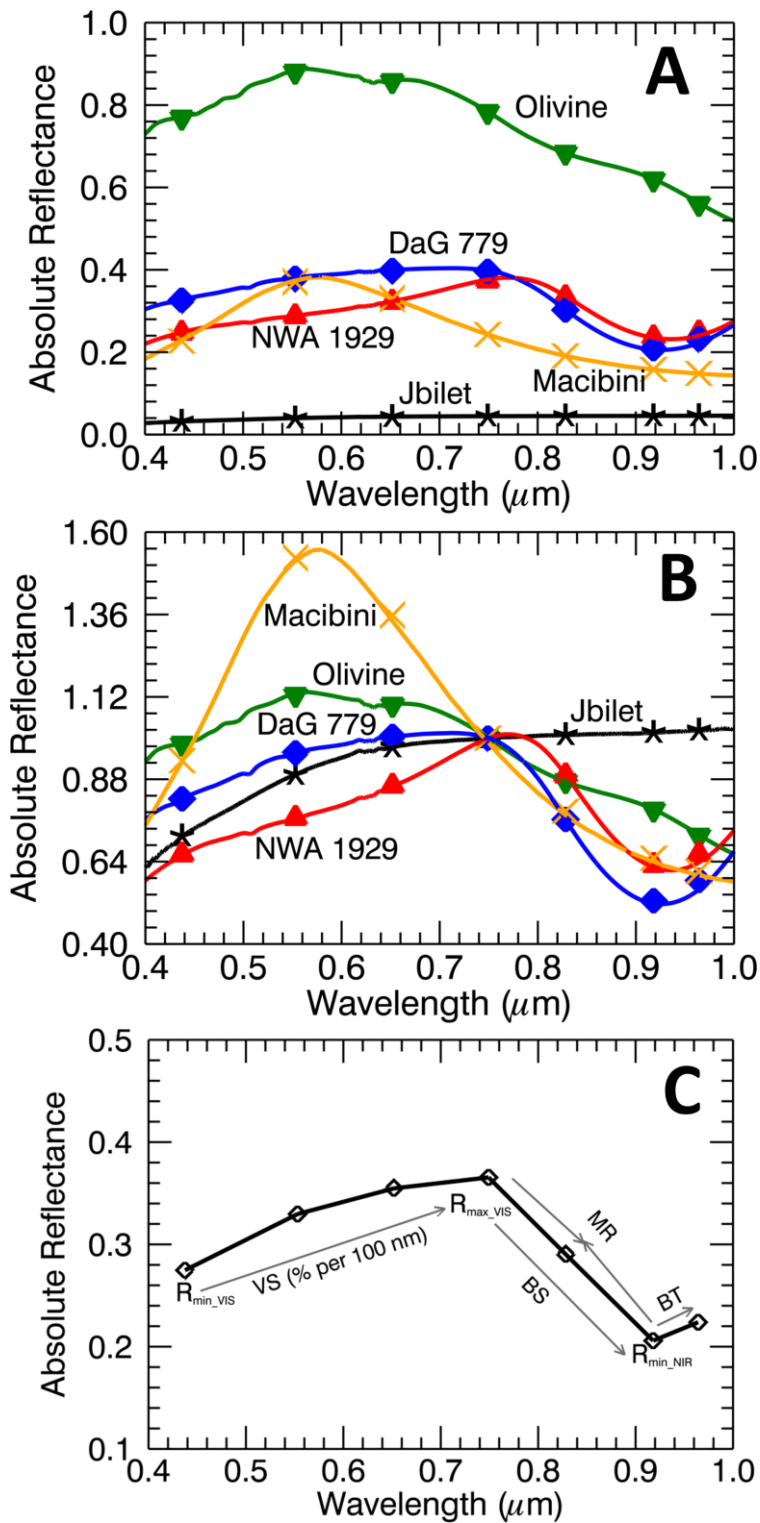 A
1.0
0.8
0.6
0.4
0.2
0.0
Absolute Reflectance
Olivine
DaG 779
NWA 1929
Macibini
Jbilet
0.4 0.5 0.6 0.7 0.8 0.9 1.0
Wavelength (μm)
B
1.60
1.36
1.12
0.88
0.64
0.40
Absolute Reflectance
Macibini
Olivine
DaG 779
Jbilet
NWA 1929
0.4 0.5 0.6 0.7 0.8 0.9 1.0
Wavelength (μm)
C
0.5
0.4
0.3
0.2
0.1
Absolute Reflectance
Rmin_VIS
VS (% per 100 nm)
Rmax_VIS
MR
BS
BT
Rmin_NIR
0.4 0.5 0.6 0.7 0.8 0.9 1.0
Wavelength (μm)